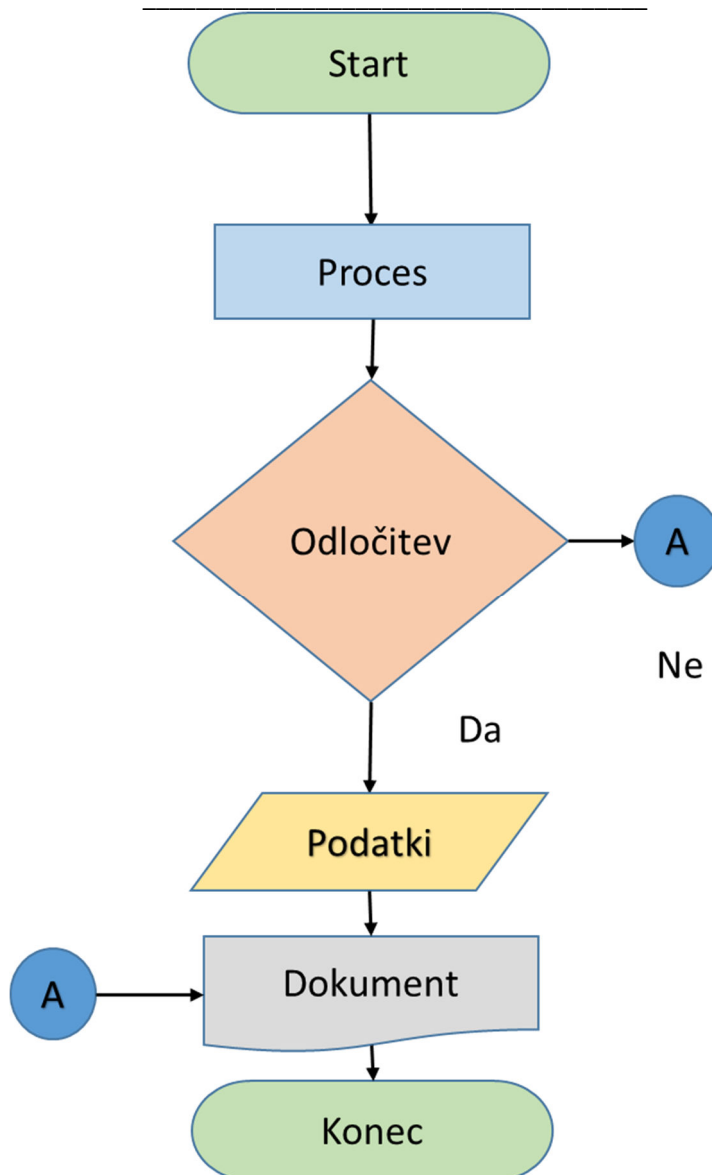 Start
Proces
Odločitev
A
Ne
Da
Podatki
A
Dokument
Konec